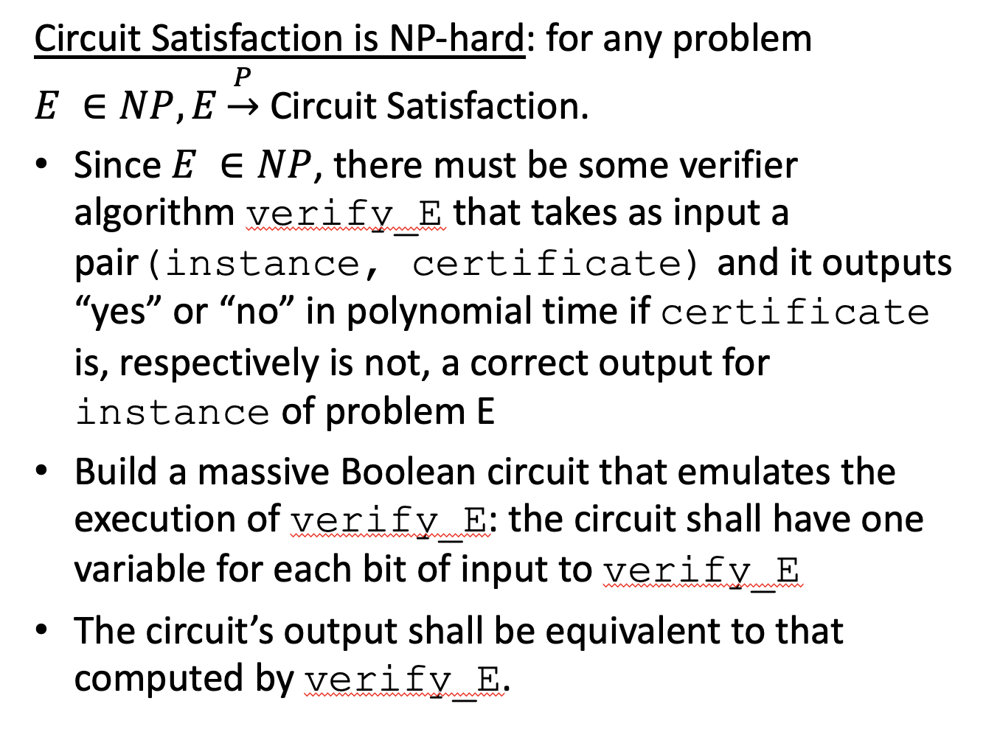 Circuit Satisfaction is NP-hard: for any problem
P
E ∈ NP, E → Circuit Satisfaction.
• Since E ∈ NP, there must be some verifier
algorithm verify_E that takes as input a
pair (instance, certificate) and it outputs
“yes” or “no” in polynomial time if certificate
is, respectively is not, a correct output for
instance of problem E
• Build a massive Boolean circuit that emulates the
execution of verify_E: the circuit shall have one
variable for each bit of input to verify_E
• The circuit’s output shall be equivalent to that
computed by verify_E.